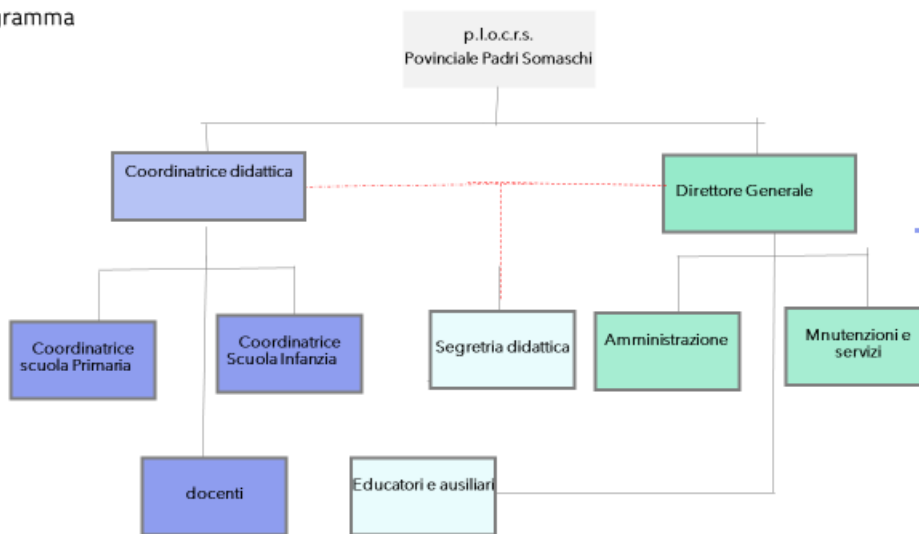 gramma
p.l.o.c.r.s.
Povinciale Padri Somaschi
Coordinatrice didattica
Direttore Generale
Coordinatrice
scuola Primaria
Coordinatrice
Scuola Infanzia
Segretria didattica
Amministrazione
Mnutenzioni e
servizi
docenti
Educatori e ausiliari